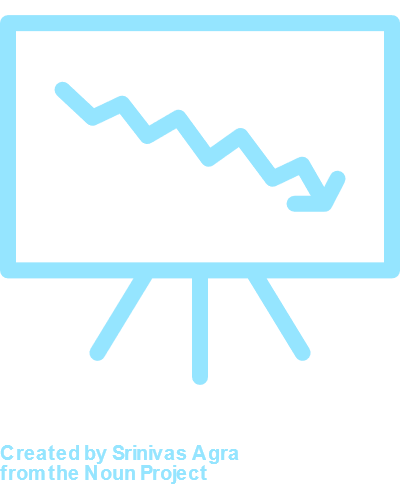 Created by Srinivas Agra
from the Noun Project